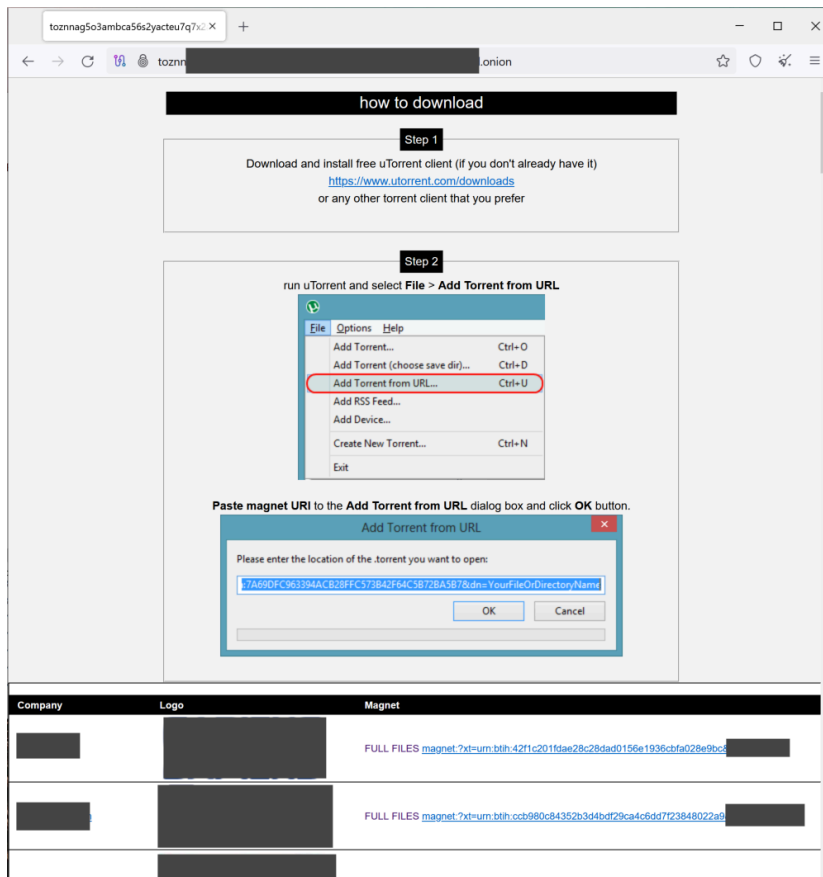 toznnag5o3ambca56s2yacteu7q7x2
toznn .onion
how to download
Step 1
Download and install free uTorrent client (if you don't already have it)
https://www.utorrent.com/downloads
or any other torrent client that you prefer
Step 2
run uTorrent and select File > Add Torrent from URL
File Options Help
Add Torrent... Ctrl+O
Add Torrent (choose save dir)... Ctrl+D
Add Torrent from URL... Ctrl+U
Add RSS Feed...
Add Device...
Create New Torrent... Ctrl+N
Exit
Paste magnet URI to the Add Torrent from URL dialog box and click OK button.
Add Torrent from URL
Please enter the location of the .torrent you want to open:
:7A69DFC963394ACB28FFC573B42F64C5B72BA5B7&dn=YourFileOrDirectoryName
OK Cancel
Company Logo Magnet
FULL FILES magnet:?xt=urn:btih:42f1c201fdae28c28dad0156e1936cbfa028e9bc8
FULL FILES magnet:?xt=urn:btih:ccb980c84352b3d4bdf29ca4c6dd7f23848022a9